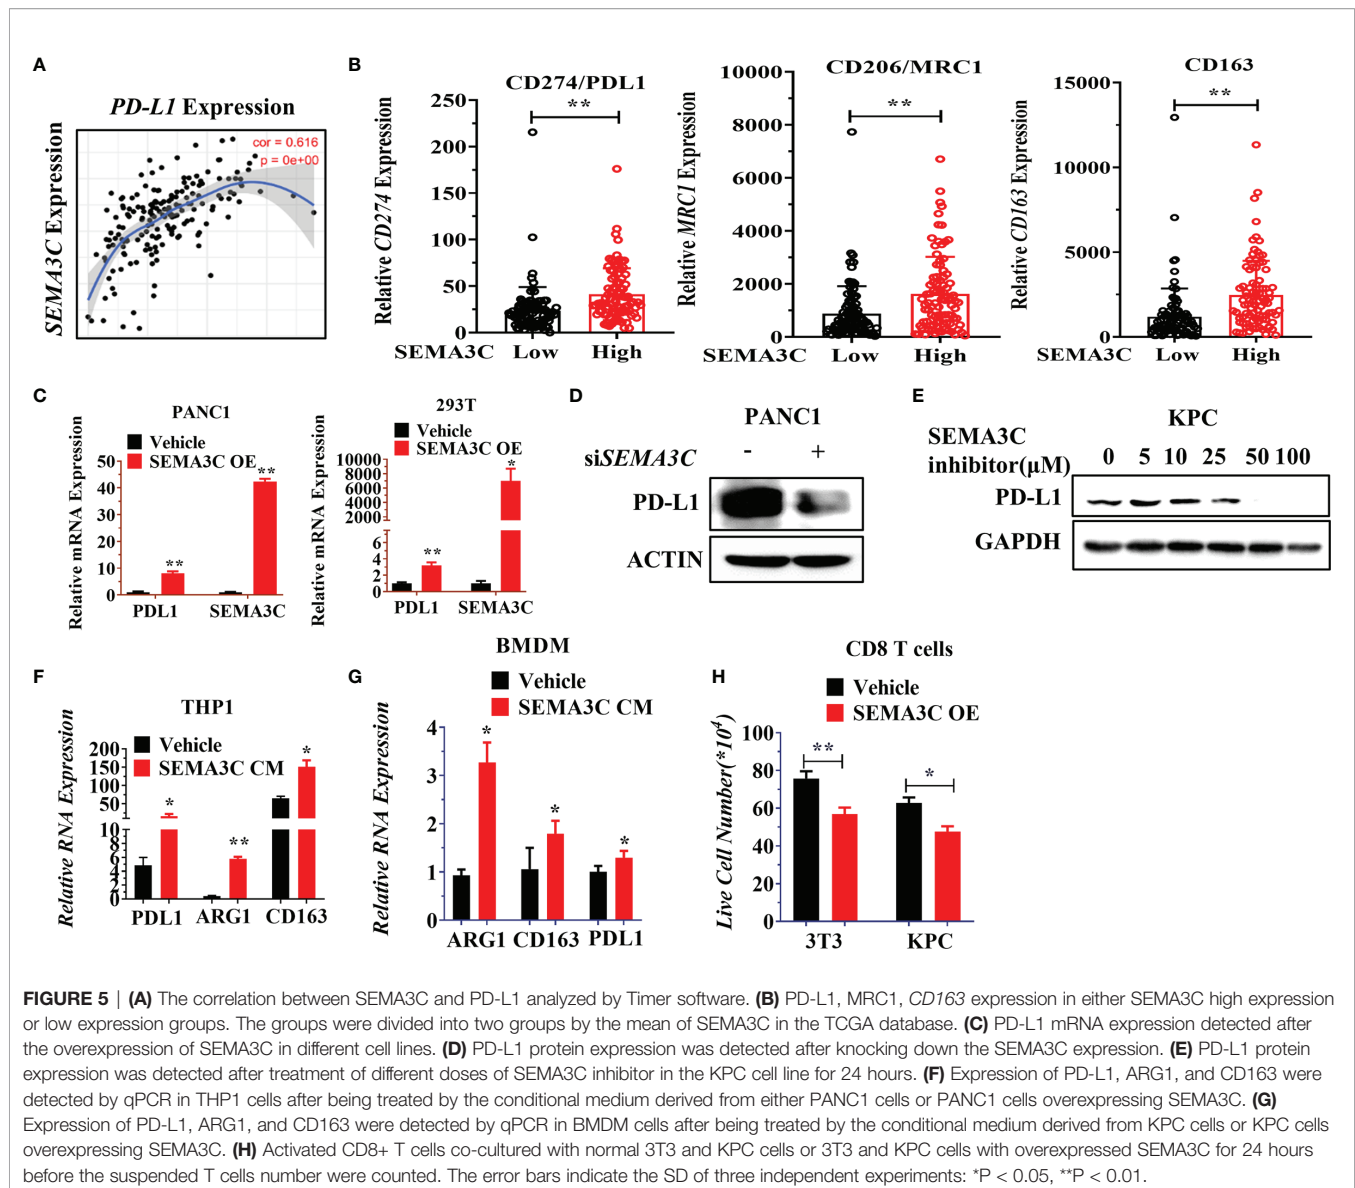 A
PD-L1 Expression
SEMA3C Expression
cor = 0.616
p = 0e+00
B
CD274/PDL1
Relative CD274 Expression
**
250
200
150
100
50
0
SEMA3C Low High
CD206/MRC1
Relative MRC1 Expression
**
10000
8000
6000
4000
2000
0
SEMA3C Low High
CD163
Relative CD163 Expression
**
15000
10000
5000
0
SEMA3C Low High
C
PANC1
Vehicle
SEMA3C OE
Relative mRNA Expression
50
40
30
20
10
0
**
**
PDL1 SEMA3C
293T
Vehicle
SEMA3C OE
Relative mRNA Expression
10000
8000
6000
4000
2000
6
4
2
0
**
*
PDL1 SEMA3C
D
PANC1
siSEMA3C - +
PD-L1
ACTIN
E
KPC
SEMA3C
inhibitor(µM) 0 5 10 25 50 100
PD-L1
GAPDH
F
THP1
Vehicle
SEMA3C CM
Relative RNA Expression
200
150
100
50
10
8
6
4
2
0
*
**
*
PDL1 ARG1 CD163
G
BMDM
Vehicle
SEMA3C CM
Relative RNA Expression
4
3
2
1
0
*
*
*
ARG1 CD163 PDL1
H
CD8 T cells
Vehicle
SEMA3C OE
Live Cell Number(*10⁴)
100
80
60
40
20
0
**
*
3T3 KPC
FIGURE 5 | (A) The correlation between SEMA3C and PD-L1 analyzed by Timer software. (B) PD-L1, MRC1, CD163 expression in either SEMA3C high expression
or low expression groups. The groups were divided into two groups by the mean of SEMA3C in the TCGA database. (C) PD-L1 mRNA expression detected after
the overexpression of SEMA3C in different cell lines. (D) PD-L1 protein expression was detected after knocking down the SEMA3C expression. (E) PD-L1 protein
expression was detected after treatment of different doses of SEMA3C inhibitor in the KPC cell line for 24 hours. (F) Expression of PD-L1, ARG1, and CD163 were
detected by qPCR in THP1 cells after being treated by the conditional medium derived from either PANC1 cells or PANC1 cells overexpressing SEMA3C. (G)
Expression of PD-L1, ARG1, and CD163 were detected by qPCR in BMDM cells after being treated by the conditional medium derived from KPC cells or KPC cells
overexpressing SEMA3C. (H) Activated CD8+ T cells co-cultured with normal 3T3 and KPC cells or 3T3 and KPC cells with overexpressed SEMA3C for 24 hours
before the suspended T cells number were counted. The error bars indicate the SD of three independent experiments: *P < 0.05, **P < 0.01.